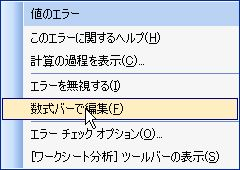 値のエラー
このエラーに関するヘルプ(H)
計算の過程を表示(C)...
エラーを無視する(I)
数式バーで編集(F)
エラー チェック オプション(O)...
[ワークシート分析] ツールバーの表示(S)